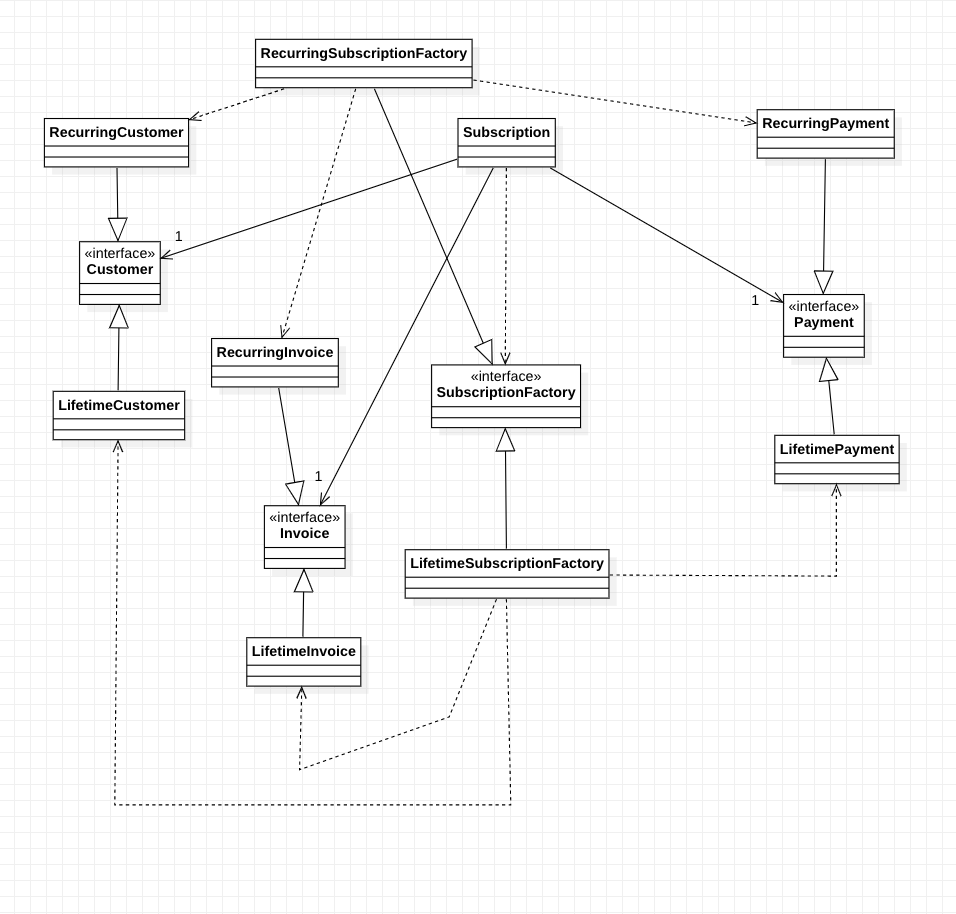 RecurringSubscriptionFactory
RecurringCustomer
Subscription
RecurringPayment
1
«interface»
Customer
1
«interface»
Payment
RecurringInvoice
«interface»
SubscriptionFactory
LifetimeCustomer
LifetimePayment
1
«interface»
Invoice
LifetimeSubscriptionFactory
LifetimeInvoice